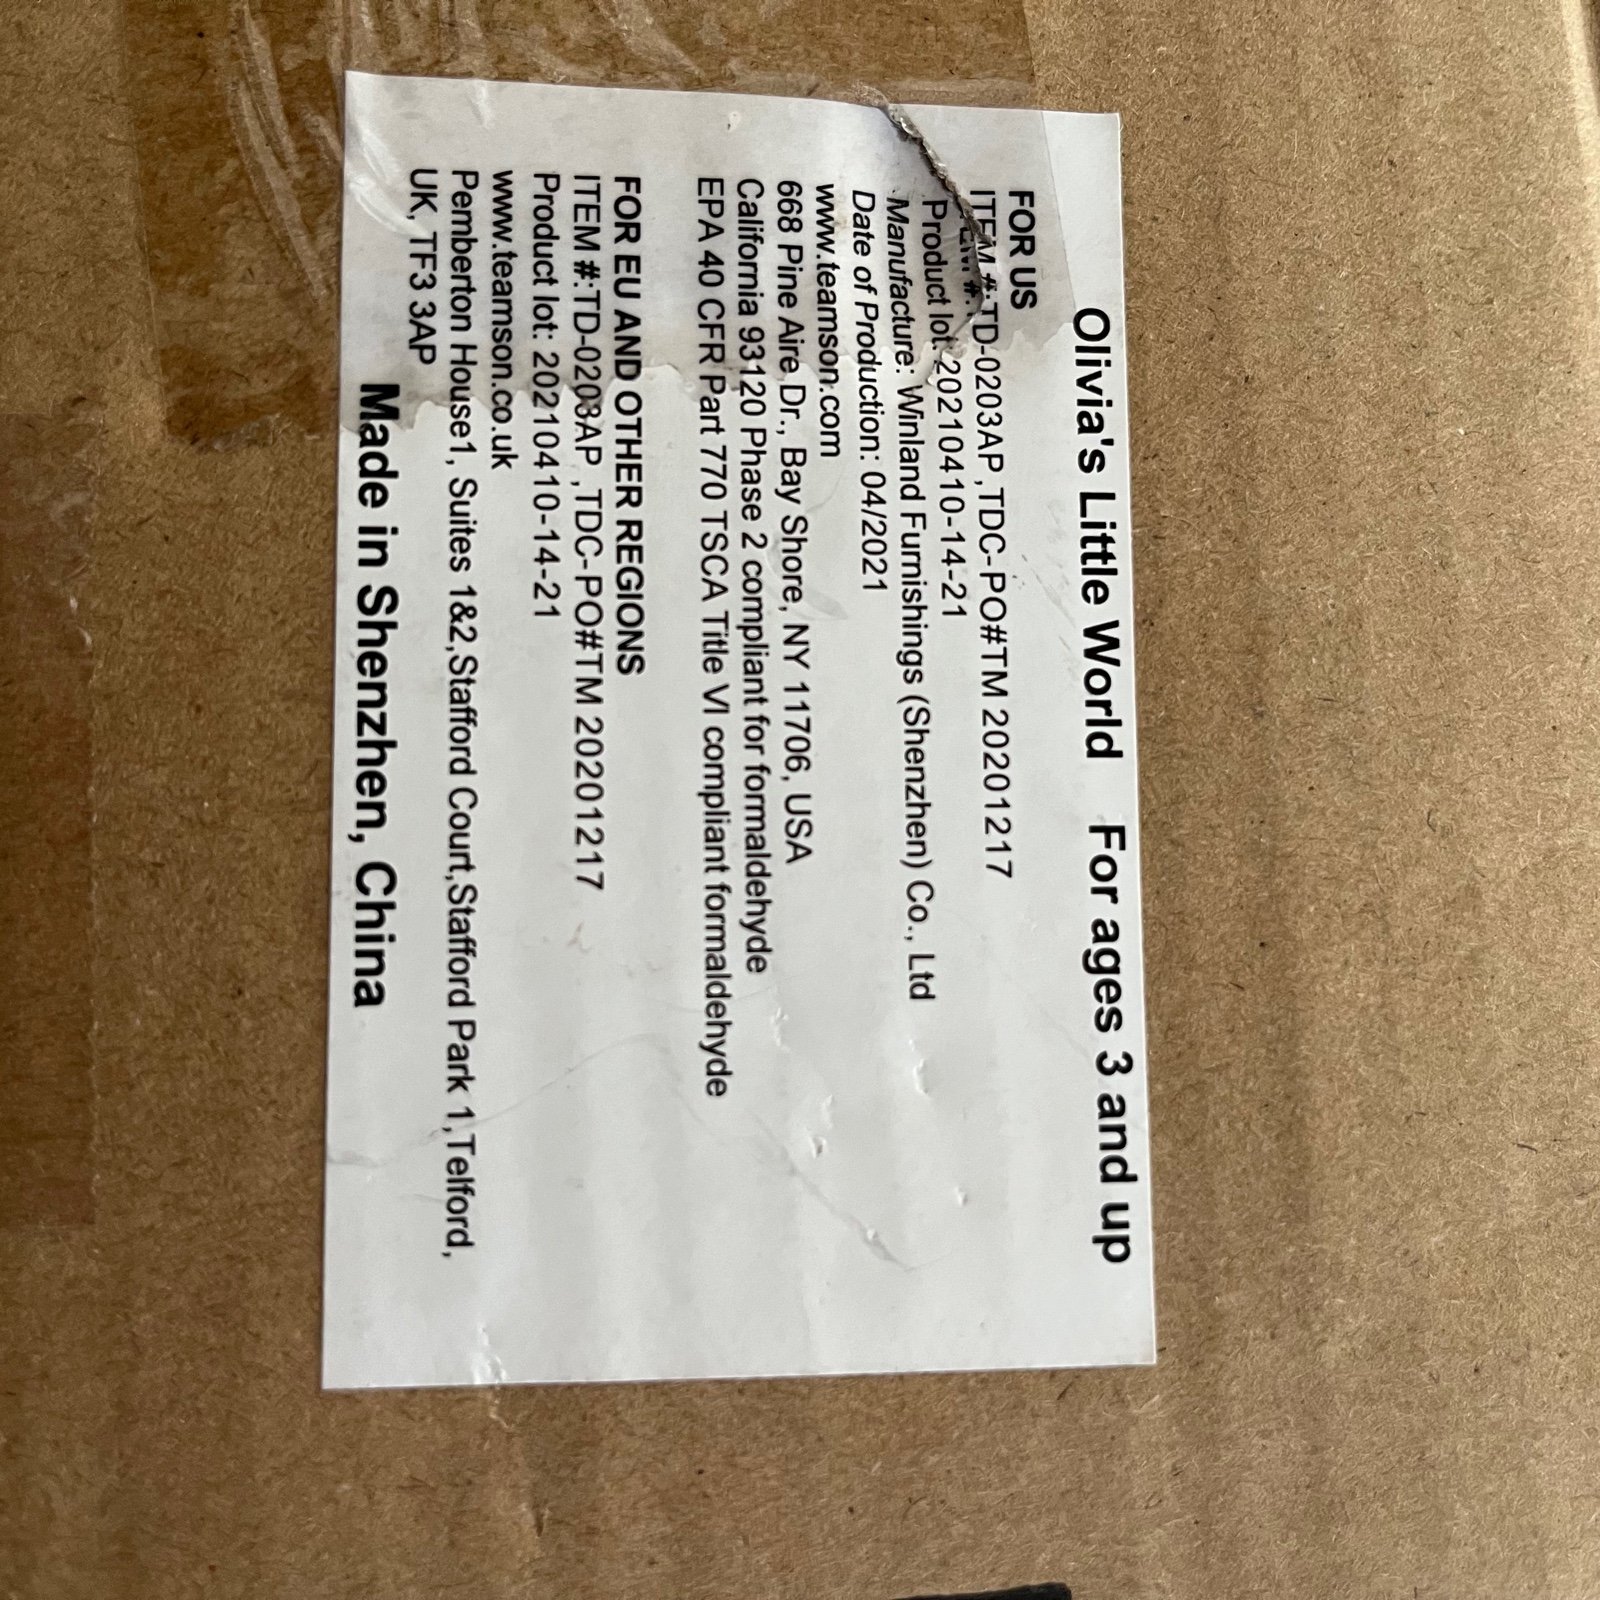 Olivia's Little World For ages 3 and up
FOR US
ITEM #:TD-0203AP ,TDC-PO#TM 20201217
Product lot: 20210410-14-21
Manufacture: Winland Furnishings (Shenzhen) Co., Ltd
Date of Production: 04/2021
www.teamson.com
668 Pine Aire Dr., Bay Shore, NY 11706, USA
California 93120 Phase 2 compliant for formaldehyde
EPA 40 CFR Part 770 TSCA Title VI compliant formaldehyde
FOR EU AND OTHER REGIONS
ITEM #:TD-0203AP ,TDC-PO#TM 20201217
Product lot: 20210410-14-21
www.teamson.co.uk
Pemberton House1, Suites 1&2,Stafford Court,Stafford Park 1,Telford,
UK, TF3 3AP
Made in Shenzhen, China